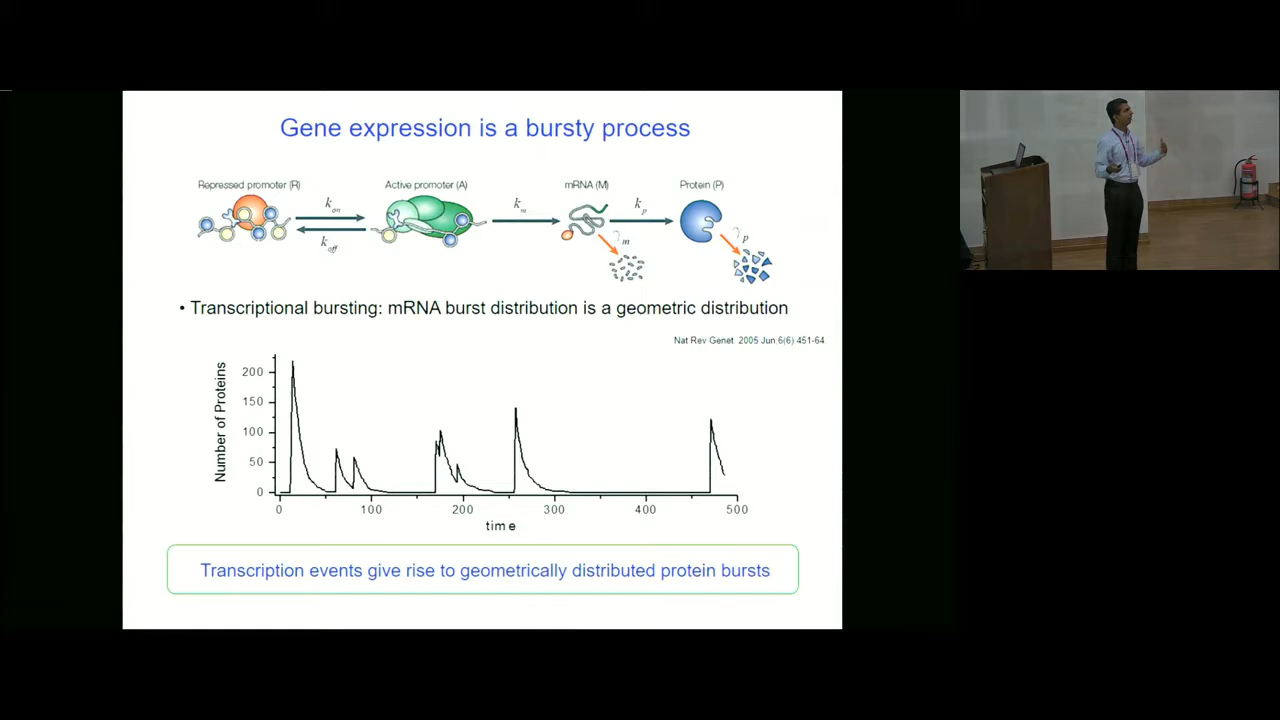 Gene expression is a bursty process
Repressed promoter (R)
Active promoter (A)
mRNA (M)
Protein (P)
k_on
k_off
k_m
k_p
γ_m
γ_p
• Transcriptional bursting: mRNA burst distribution is a geometric distribution
Nat Rev Genet 2005 Jun;6(6) 451-64
Number of Proteins
200
150
100
50
0
0 100 200 300 400 500
time
Transcription events give rise to geometrically distributed protein bursts